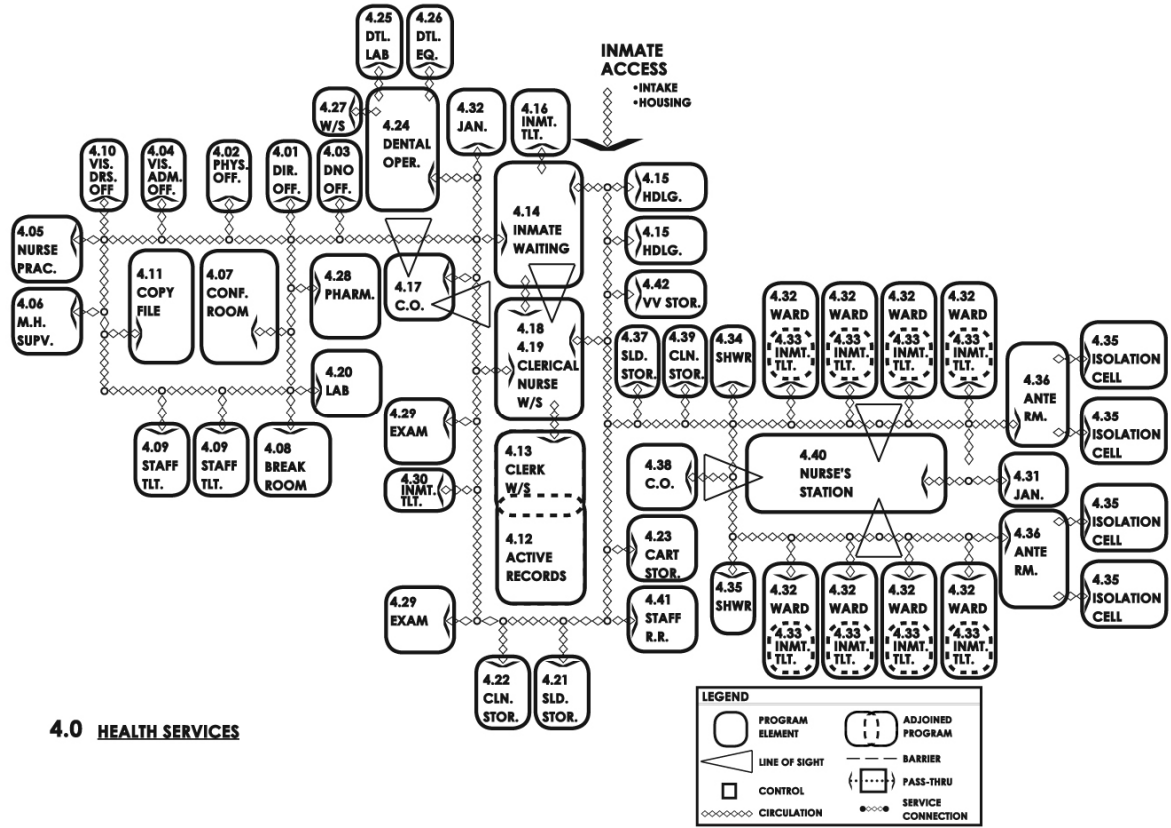 4.25
DTL.
LAB
4.26
DTL.
EQ.
INMATE
ACCESS
•INTAKE
•HOUSING
4.27
W/S
4.24
DENTAL
OPER.
4.32
JAN.
4.16
INMT.
TLT.
4.10
VIS.
DRS.
OFF
4.04
VIS.
ADM.
OFF.
4.02
PHYS.
OFF.
4.01
DIR.
OFF.
4.03
DNO
OFF.
4.15
HDLG.
4.05
NURSE
PRAC.
4.14
INMATE
WAITING
4.15
HDLG.
4.11
COPY
FILE
4.07
CONF.
ROOM
4.28
PHARM.
4.17
C.O.
4.42
VV STOR.
4.06
M.H.
SUPV.
4.18
4.19
CLERICAL
NURSE
W/S
4.37
SLD.
STOR.
4.39
CLN.
STOR.
4.34
SHWR
4.32
WARD
4.33
INMT.
TLT.
4.32
WARD
4.33
INMT.
TLT.
4.32
WARD
4.33
INMT.
TLT.
4.32
WARD
4.33
INMT.
TLT.
4.35
ISOLATION
CELL
4.36
ANTE
RM.
4.35
ISOLATION
CELL
4.20
LAB
4.29
EXAM
4.09
STAFF
TLT.
4.09
STAFF
TLT.
4.08
BREAK
ROOM
4.30
INMT.
TLT.
4.13
CLERK
W/S
4.12
ACTIVE
RECORDS
4.38
C.O.
4.40
NURSE'S
STATION
4.31
JAN.
4.35
ISOLATION
CELL
4.36
ANTE
RM.
4.35
ISOLATION
CELL
4.23
CART
STOR.
4.29
EXAM
4.41
STAFF
R.R.
4.35
SHWR
4.32
WARD
4.33
INMT.
TLT.
4.32
WARD
4.33
INMT.
TLT.
4.32
WARD
4.33
INMT.
TLT.
4.32
WARD
4.33
INMT.
TLT.
4.22
CLN.
STOR.
4.21
SLD.
STOR.
4.0 HEALTH SERVICES
LEGEND
PROGRAM
ELEMENT
ADJOINED
PROGRAM
LINE OF SIGHT
BARRIER
PASS-THRU
CONTROL
CIRCULATION
SERVICE
CONNECTION